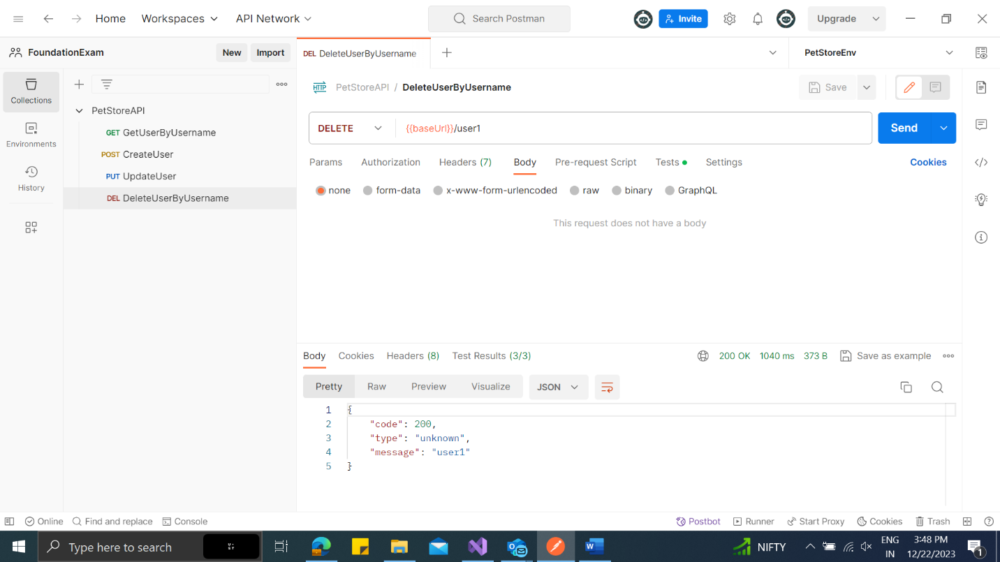 Home Workspaces API Network Search Postman Invite Upgrade
FoundationExam New Import DEL DeleteUserByUsername PetStoreEnv
Collections
Environments
History
PetStoreAPI
GET GetUserByUsername
POST CreateUser
PUT UpdateUser
DEL DeleteUserByUsername
HTTP PetStoreAPI / DeleteUserByUsername Save
DELETE {{baseUrl}}/user1 Send
Params Authorization Headers (7) Body Pre-request Script Tests Settings Cookies
none form-data x-www-form-urlencoded raw binary GraphQL
This request does not have a body
Body Cookies Headers (8) Test Results (3/3) 200 OK 1040 ms 373 B Save as example
Pretty Raw Preview Visualize JSON
1 {
2 "code": 200,
3 "type": "unknown",
4 "message": "user1"
5 }
Online Find and replace Console Postbot Runner Start Proxy Cookies Trash
Type here to search NIFTY ENG IN 3:48 PM 12/22/2023 1